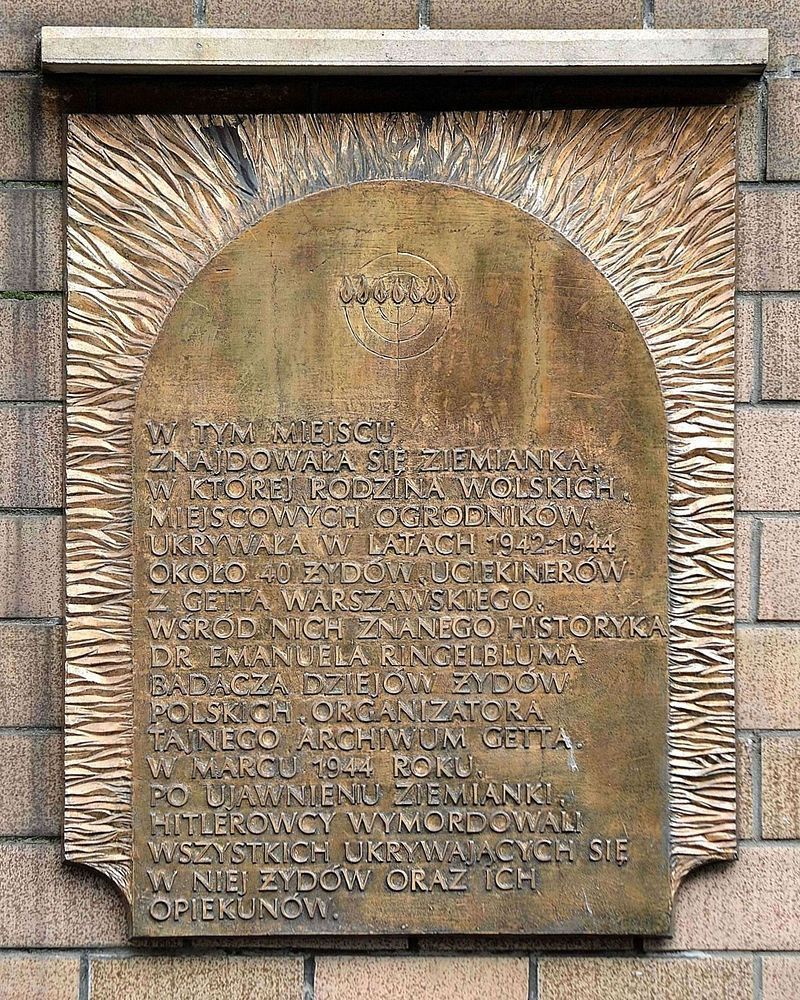 W TYM MIEJSCU
ZNAJDOWAŁA SIĘ ZIEMIANKA,
W KTÓREJ RODZINA WOLSKICH,
MIEJSCOWYCH OGRODNIKÓW,
UKRYWAŁA W LATACH 1942-1944
OKOŁO 40 ŻYDÓW, UCIEKINERÓW
Z GETTA WARSZAWSKIEGO,
WŚRÓD NICH ZNANEGO HISTORYKA
DR EMANUELA RINGELBLUMA
BADACZA DZIEJÓW ŻYDÓW
POLSKICH, ORGANIZATORA
TAJNEGO ARCHIWUM GETTA.
W MARCU 1944 ROKU,
PO UJAWNIENU ZIEMIANKI,
HITLEROWCY WYMORDOWALI
WSZYSTKICH UKRYWAJĄCYCH SIĘ
W NIEJ ŻYDÓW ORAZ ICH
OPIEKUNÓW.